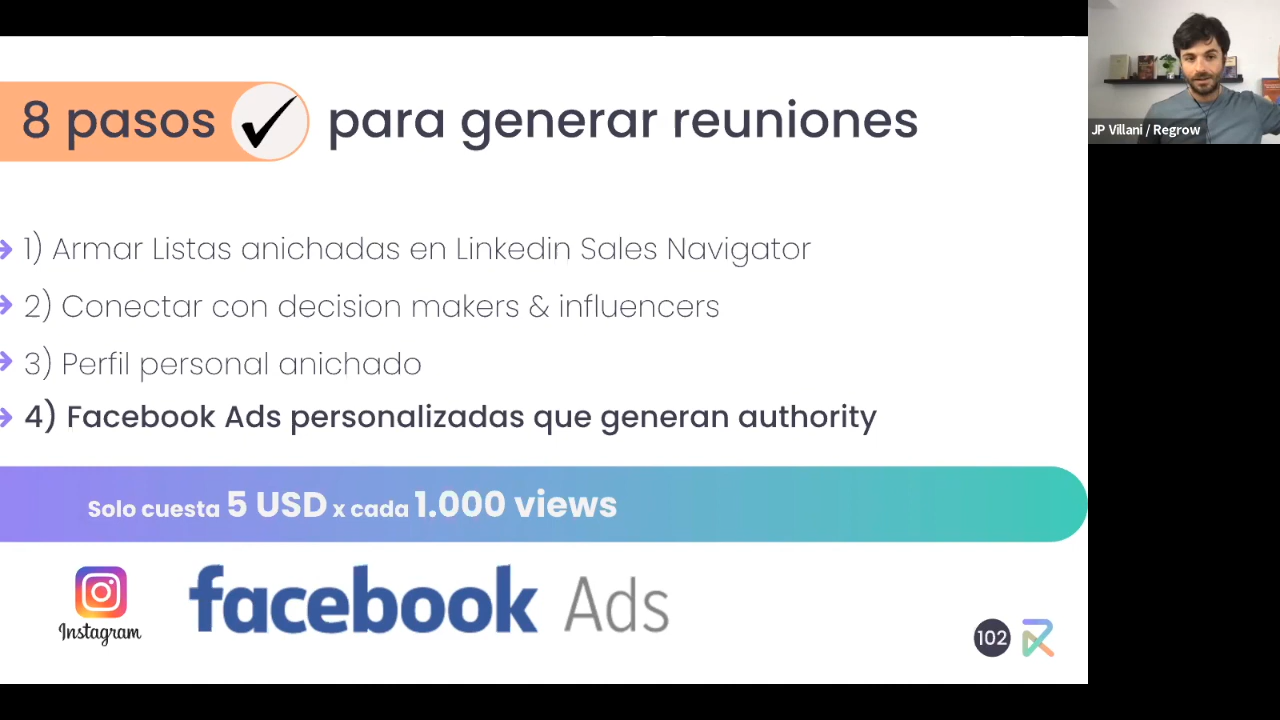 8 pasos para generar reuniones
JP Villani / Regrow
1) Armar Listas anichadas en Linkedin Sales Navigator
2) Conectar con decision makers & influencers
3) Perfil personal anichado
4) Facebook Ads personalizadas que generan authority
Solo cuesta 5 USD x cada 1.000 views
Instagram
facebook Ads
102